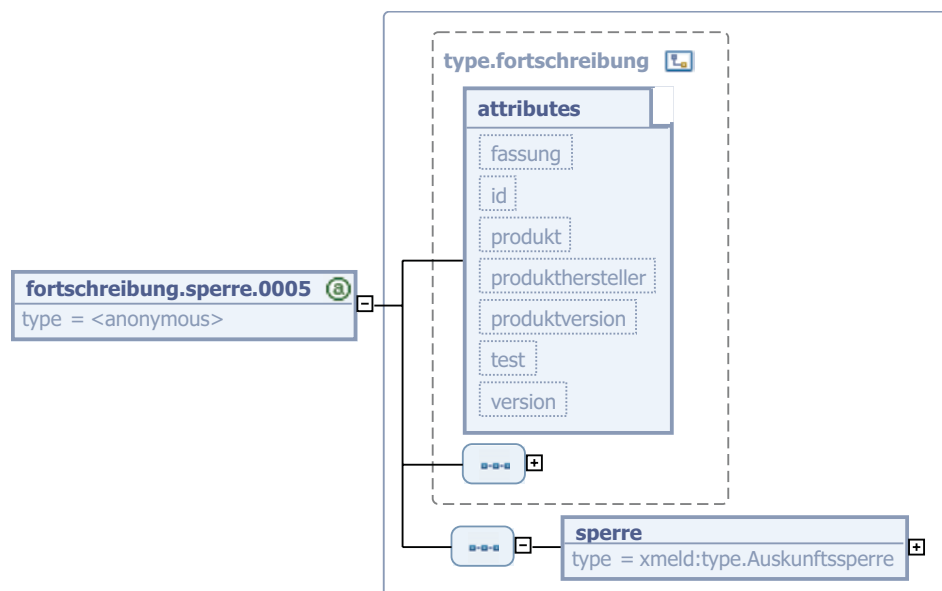 type.fortschreibung
attributes
fassung
id
produkt
produkthersteller
produktversion
test
version
fortschreibung.sperre.0005
type = <anonymous>
sperre
type = xmeld:type.Auskunftssperre